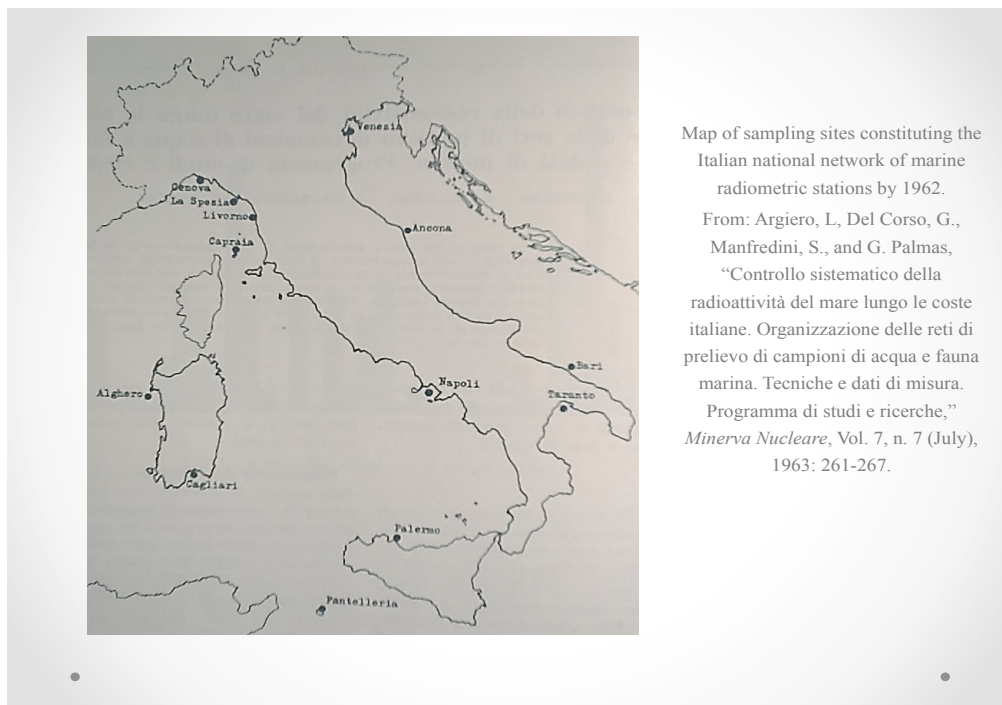 Venezia
Genova
La Spezia
Livorno
Ancona
Capraia
Bari
Napoli
Alghero
Taranto
Cagliari
Palermo
Pantelleria
Map of sampling sites constituting the
Italian national network of marine
radiometric stations by 1962.
From: Argiero, L, Del Corso, G.,
Manfredini, S., and G. Palmas,
“Controllo sistematico della
radioattività del mare lungo le coste
italiane. Organizzazione delle reti di
prelievo di campioni di acqua e fauna
marina. Tecniche e dati di misura.
Programma di studi e ricerche,”
Minerva Nucleare, Vol. 7, n. 7 (July),
1963: 261-267.